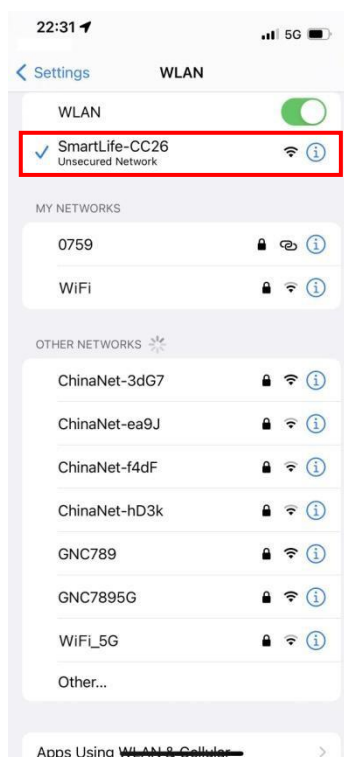 22:31
5G
Settings
WLAN
WLAN
SmartLife-CC26
Unsecured Network
MY NETWORKS
0759
WiFi
OTHER NETWORKS
ChinaNet-3dG7
ChinaNet-ea9J
ChinaNet-f4dF
ChinaNet-hD3k
GNC789
GNC7895G
WiFi_5G
Other...
Apps Using WLAN & Cellular